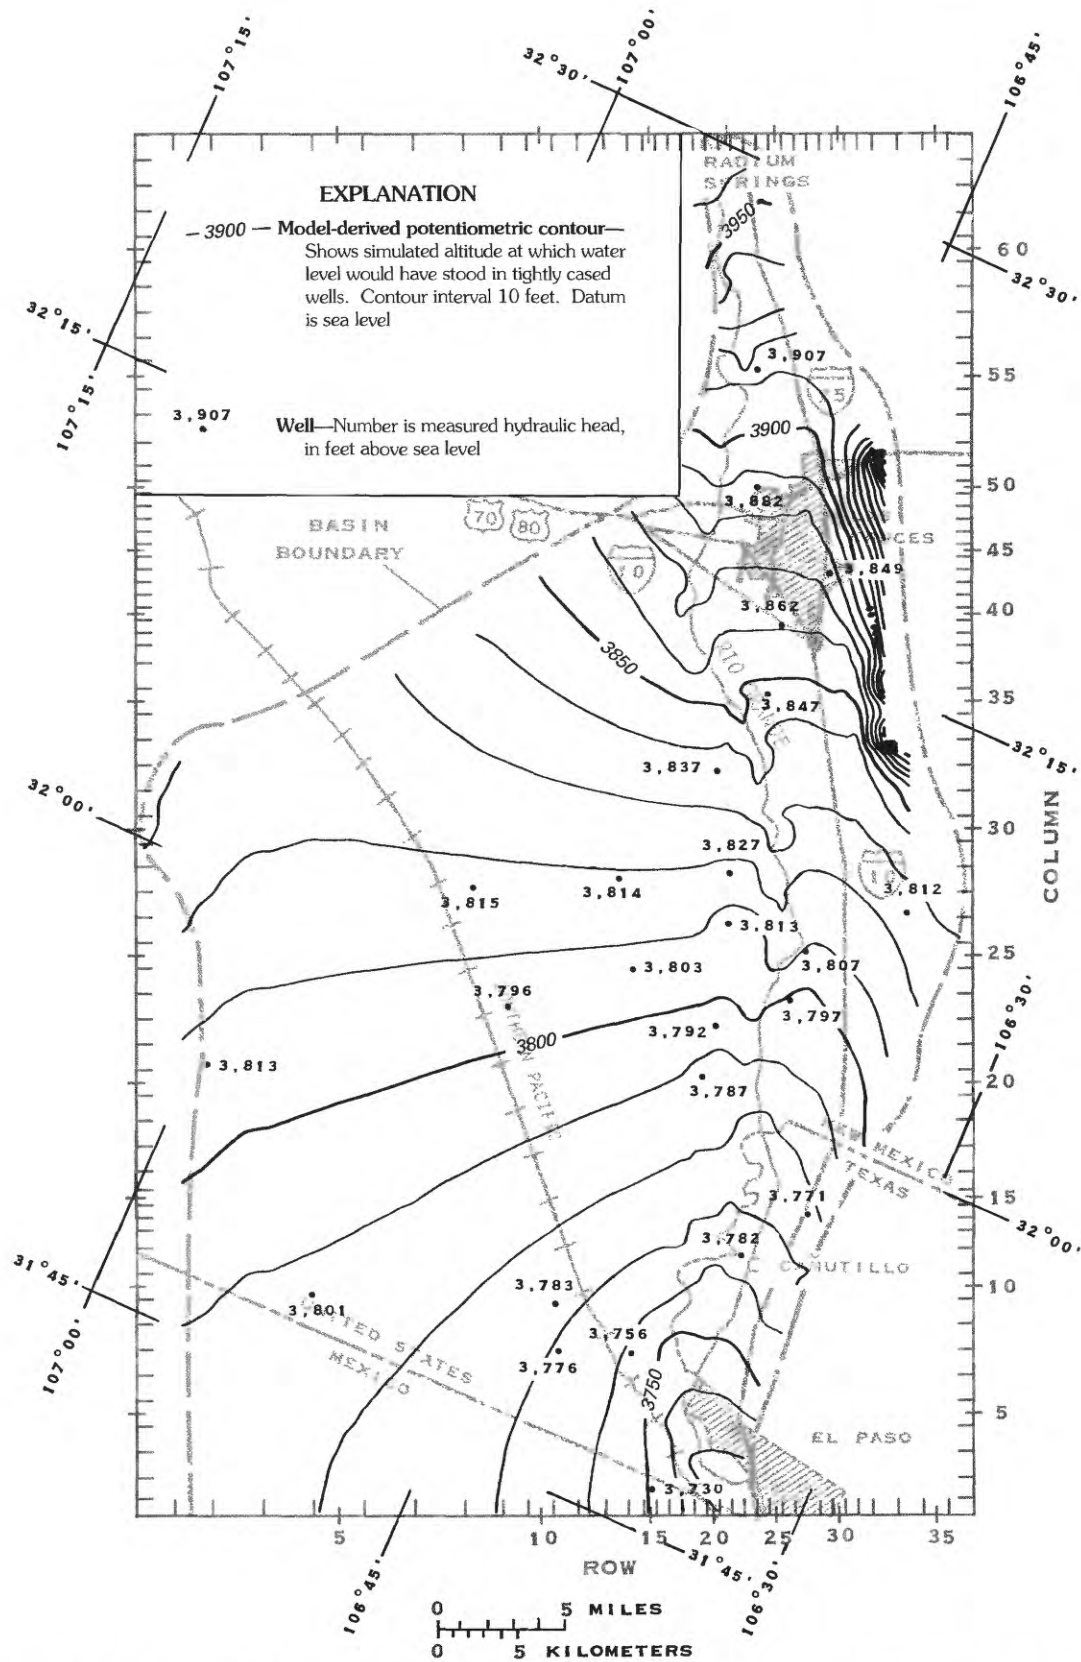 107°15'
32°30'
107°00'
106°45'
RADIUM
SPRINGS
EXPLANATION
— 3900 — Model-derived potentiometric contour—
Shows simulated altitude at which water
level would have stood in tightly cased
wells. Contour interval 10 feet. Datum
is sea level
3950
60
32°30'
32°15'
107°15'
3,907
55
3,907
Well—Number is measured hydraulic head,
in feet above sea level
3900
50
3,882
70
80
BASIN
BOUNDARY
10
CES
45
3,849
3,862
40
3850
RIO
3,847
35
32°15'
3,837
32°00'
30
COLUMN
3,827
3,812
3,814
3,815
3,813
25
3,803
3,807
3,796
3,797
3,792
3800
106°30'
3,813
PACIFIC
3,787
20
NEW MEXICO
TEXAS
3,771
15
32°00'
3,782
31°45'
CANUTILLO
3,783
10
3,801
UNITED STATES
MEXICO
3,756
3,776
107°00'
3750
5
EL PASO
3,730
5
10
15
20
25
30
35
ROW
31°45'
106°45'
106°30'
0 5 MILES
0 5 KILOMETERS